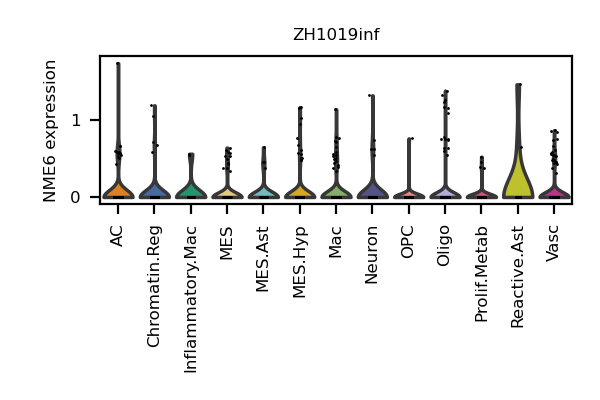 ZH1019inf
NME6 expression
1
0
AC
Chromatin.Reg
Inflammatory.Mac
MES
MES.Ast
MES.Hyp
Mac
Neuron
OPC
Oligo
Prolif.Metab
Reactive.Ast
Vasc